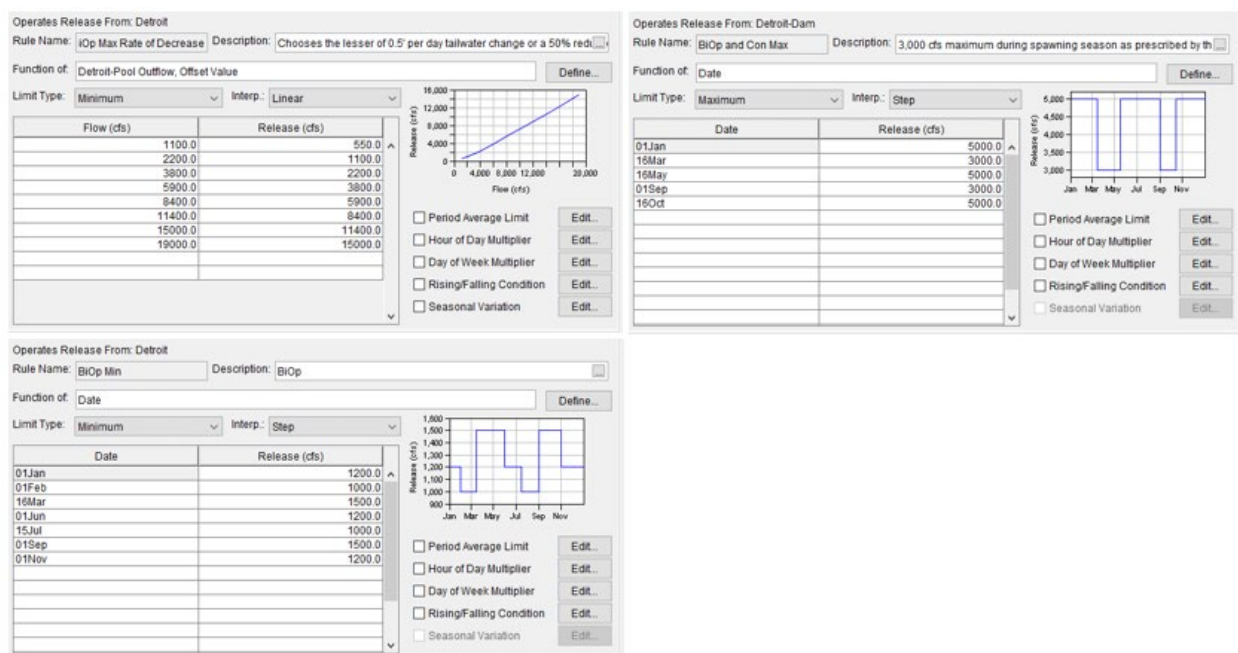 Operates Release From: Detroit
Rule Name: iOp Max Rate of Decrease Description: Chooses the lesser of 0.5' per day tailwater change or a 50% redu
Function of: Detroit-Pool Outflow, Offset Value Define...
Limit Type: Minimum Interp.: Linear
Flow (cfs) Release (cfs)
1100.0 550.0
2200.0 1100.0
3800.0 2200.0
5900.0 3800.0
8400.0 5900.0
11400.0 8400.0
15000.0 11400.0
19000.0 15000.0
16,000
12,000
8,000
4,000
0
Release (cfs)
0 4,000 8,000 12,000 20,000
Flow (cfs)
Period Average Limit Edit...
Hour of Day Multiplier Edit...
Day of Week Multiplier Edit...
Rising/Falling Condition Edit...
Seasonal Variation Edit...
Operates Release From: Detroit-Dam
Rule Name: BiOp and Con Max Description: 3,000 cfs maximum during spawning season as prescribed by th
Function of: Date Define...
Limit Type: Maximum Interp.: Step
Date Release (cfs)
01Jan 5000.0
16Mar 3000.0
16May 5000.0
01Sep 3000.0
16Oct 5000.0
5,000
4,500
4,000
3,500
3,000
Release (cfs)
Jan Mar May Jul Sep Nov
Period Average Limit Edit...
Hour of Day Multiplier Edit...
Day of Week Multiplier Edit...
Rising/Falling Condition Edit...
Seasonal Variation Edit...
Operates Release From: Detroit
Rule Name: BiOp Min Description: BiOp
Function of: Date Define...
Limit Type: Minimum Interp.: Step
Date Release (cfs)
01Jan 1200.0
01Feb 1000.0
16Mar 1500.0
01Jun 1200.0
15Jul 1000.0
01Sep 1500.0
01Nov 1200.0
1,600
1,500
1,400
1,300
1,200
1,100
1,000
900
Release (cfs)
Jan Mar May Jul Sep Nov
Period Average Limit Edit...
Hour of Day Multiplier Edit...
Day of Week Multiplier Edit...
Rising/Falling Condition Edit...
Seasonal Variation Edit...